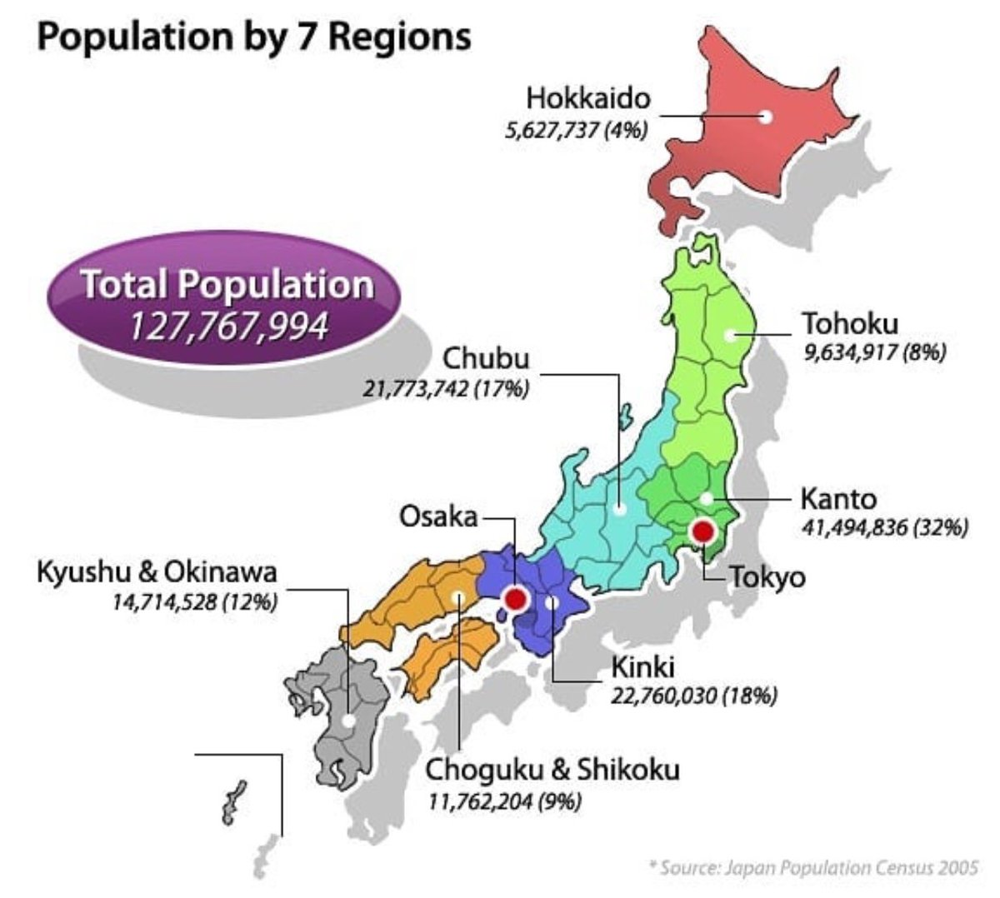 Population by 7 Regions
Hokkaido
5,627,737 (4%)
Total Population
127,767,994
Tohoku
9,634,917 (8%)
Chubu
21,773,742 (17%)
Kanto
41,494,836 (32%)
Osaka
Tokyo
Kyushu & Okinawa
14,714,528 (12%)
Kinki
22,760,030 (18%)
Choguku & Shikoku
11,762,204 (9%)
* Source: Japan Population Census 2005